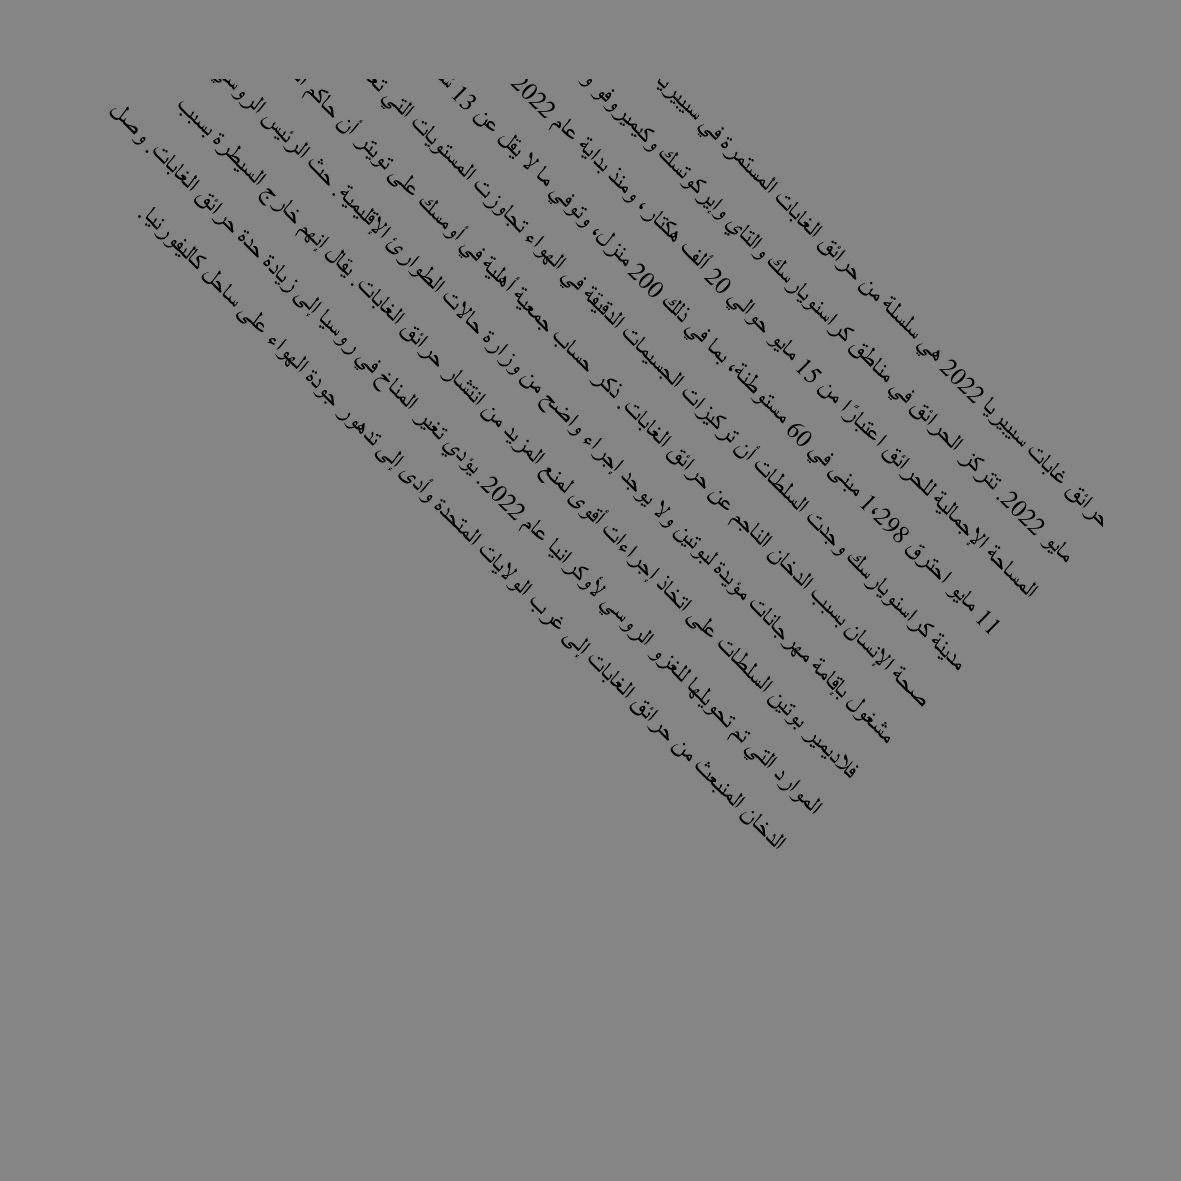 حرائق غابات سيبيريا 2022 هي سلسلة من حرائق الغابات المستمرة في سيبيريا
مايو 2022. تتركز الحرائق في مناطق كراسنويارسك والتاي وإيركوتسك وكيميروفو و
المساحة الإجمالية للحرائق اعتبارًا من 15 مايو حوالي 20 ألف هكتار، ومنذ بداية عام 2022
11 مايو احترق 1،298 مبنى في 60 مستوطنة، بما في ذلك 200 منزل، وتوفي ما لا يقل عن 13
مدينة كراسنويارسك وجدت السلطات أن تركيزات الجسيمات الدقيقة في الهواء تجاوزت المستويات التي
صحة الإنسان بسبب الدخان الناجم عن حرائق الغابات. ذكر حساب جمعية أهلية في أومسك على تويتر أن حاكم
مشغول بإقامة مهرجانات مؤيدة لبوتين ولا يوجد إجراء واضح من وزارة حالات الطوارئ الإقليمية. حث الرئيس الروسي
فلاديمير بوتين السلطات على اتخاذ إجراءات أقوى لمنع المزيد من انتشار حرائق الغابات. يقال إنهم خارج السيطرة بسبب
الموارد التي تم تحويلها للغزو الروسي لأوكرانيا عام 2022. يؤدي تغير المناخ في روسيا إلى زيادة حدة حرائق الغابات. وصل
الدخان المنبعث من حرائق الغابات إلى غرب الولايات المتحدة وأدى إلى تدهور جودة الهواء على ساحل كاليفورنيا.